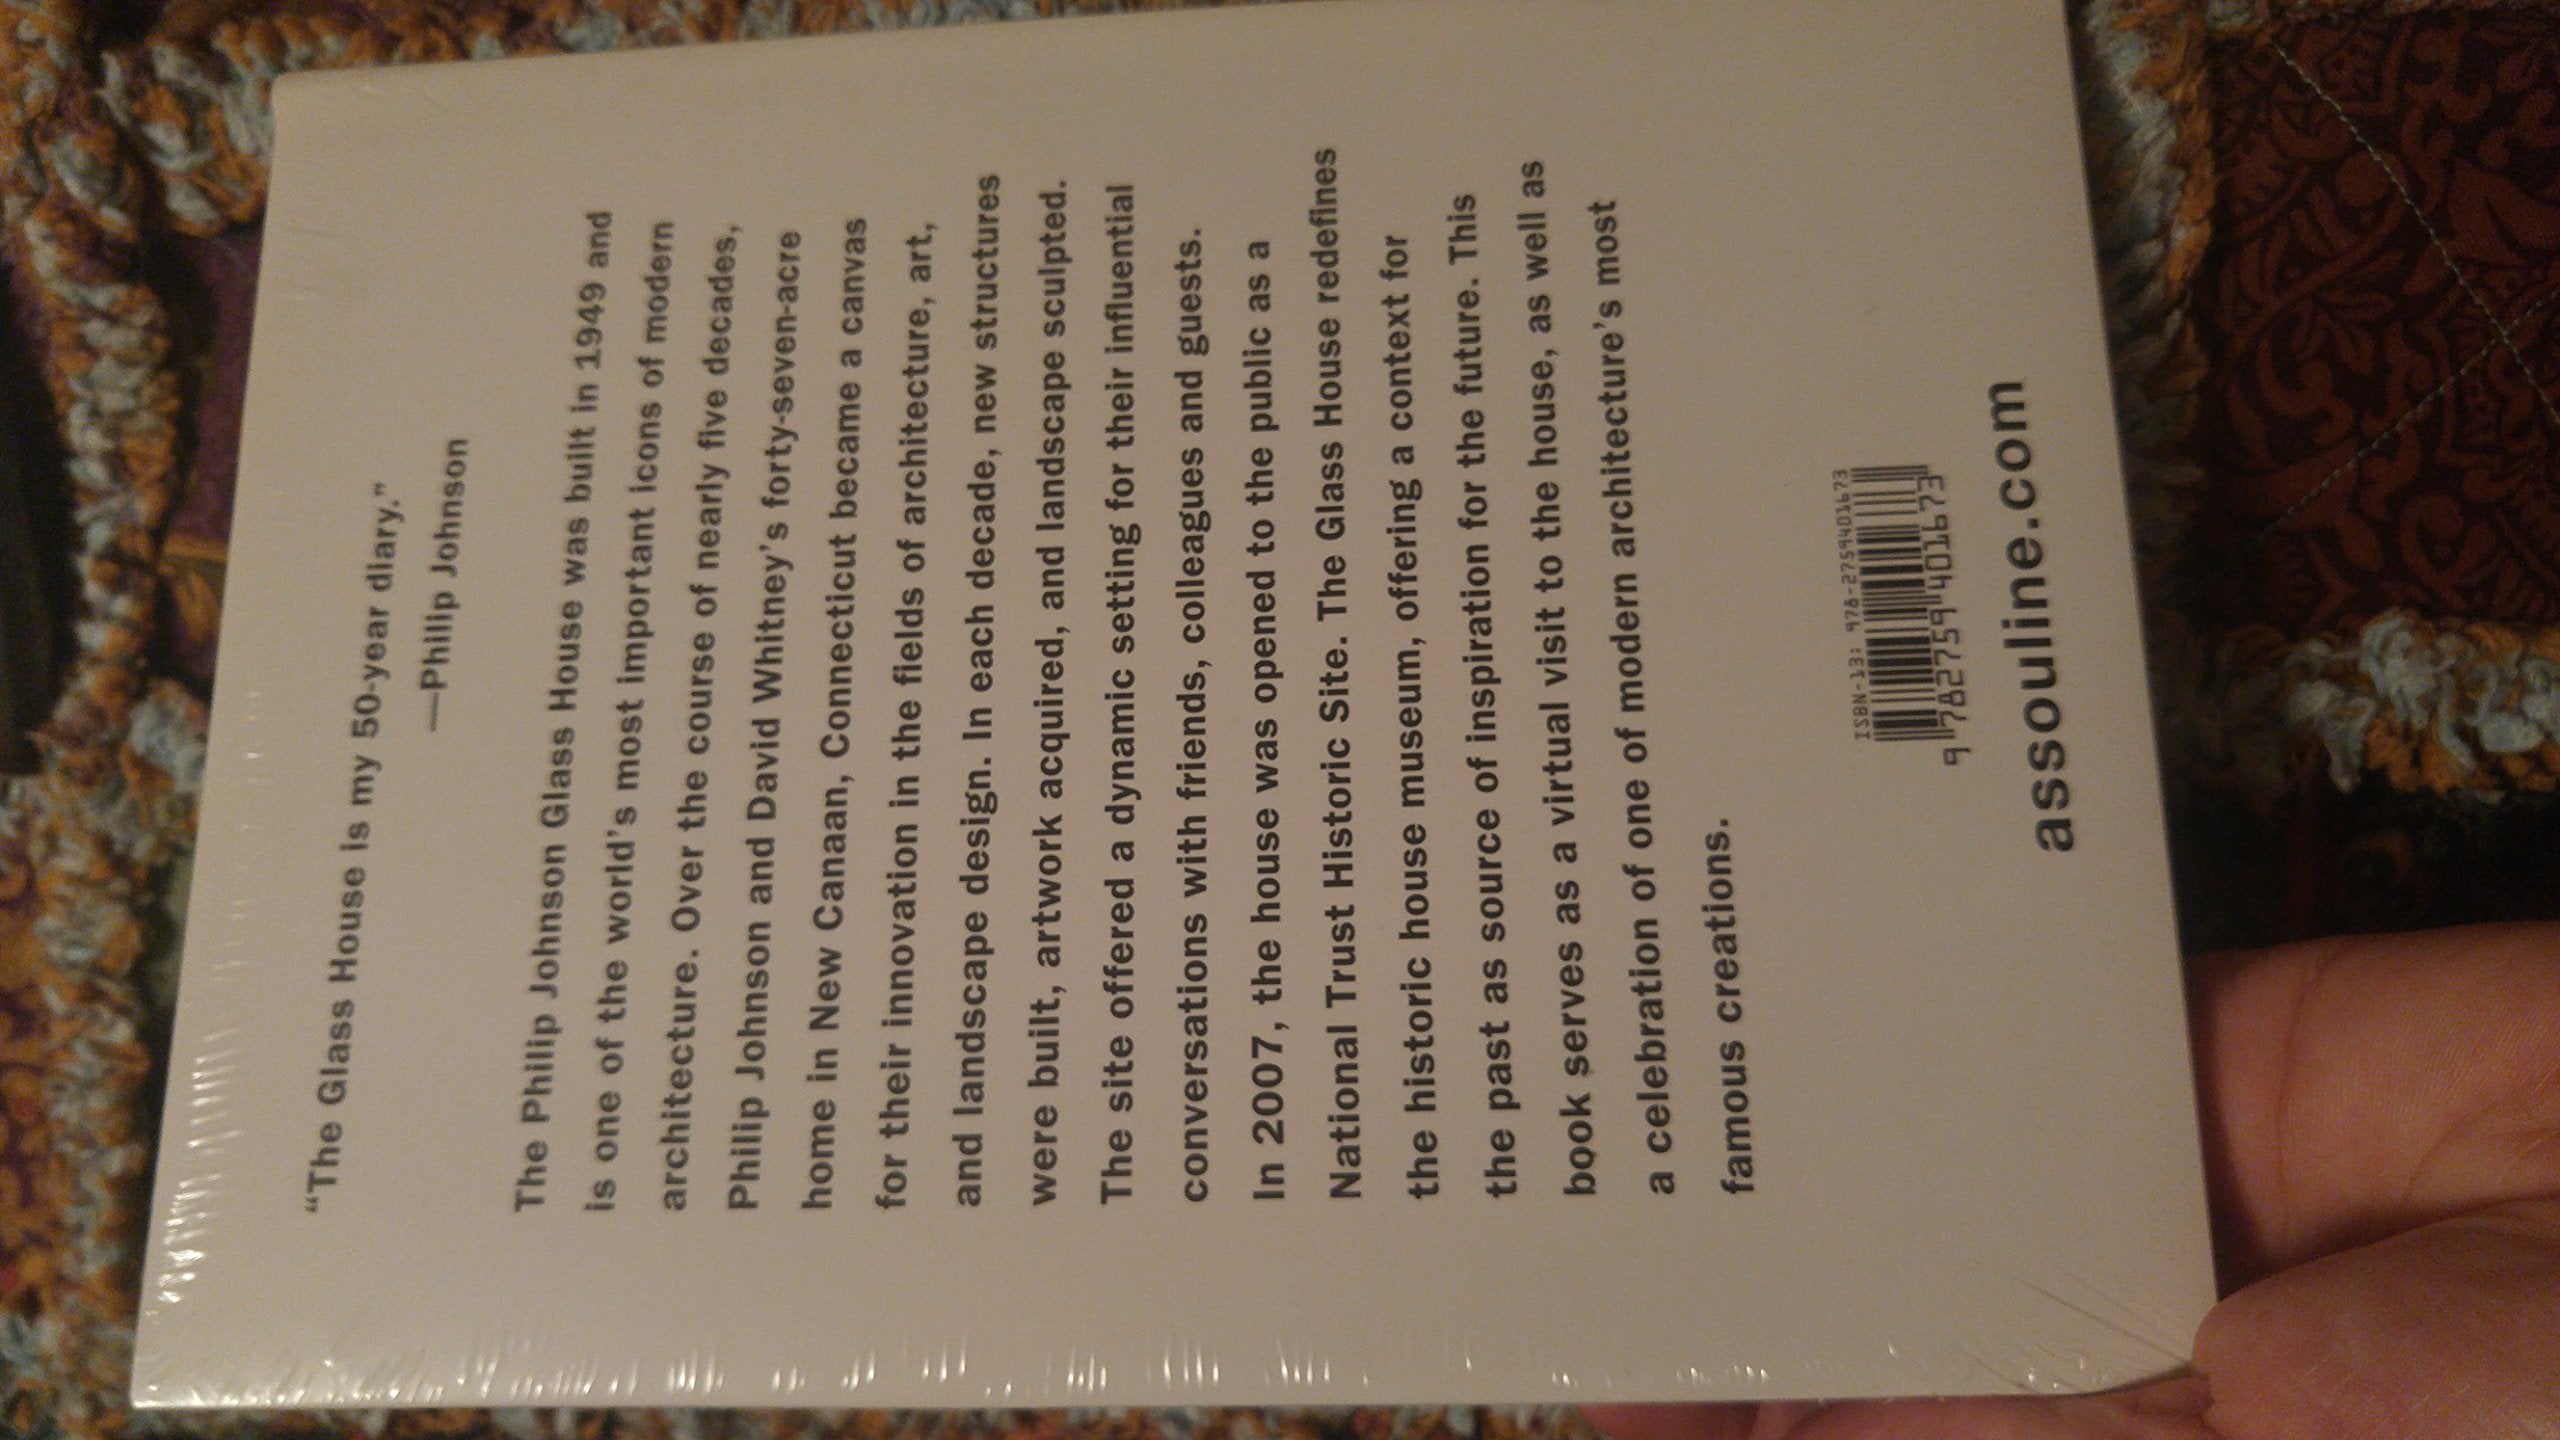 “The Glass House is my 50-year diary.”
—Philip Johnson
The Philip Johnson Glass House was built in 1949 and
is one of the world’s most important icons of modern
architecture. Over the course of nearly five decades,
Philip Johnson and David Whitney’s forty-seven-acre
home in New Canaan, Connecticut became a canvas
for their innovation in the fields of architecture, art,
and landscape design. In each decade, new structures
were built, artwork acquired, and landscape sculpted.
The site offered a dynamic setting for their influential
conversations with friends, colleagues and guests.
In 2007, the house was opened to the public as a
National Trust Historic Site. The Glass House redefines
the historic house museum, offering a context for
the past as source of inspiration for the future. This
book serves as a virtual visit to the house, as well as
a celebration of one of modern architecture’s most
famous creations.
ISBN-13: 978-2759401673
9 782759 401673
assouline.com